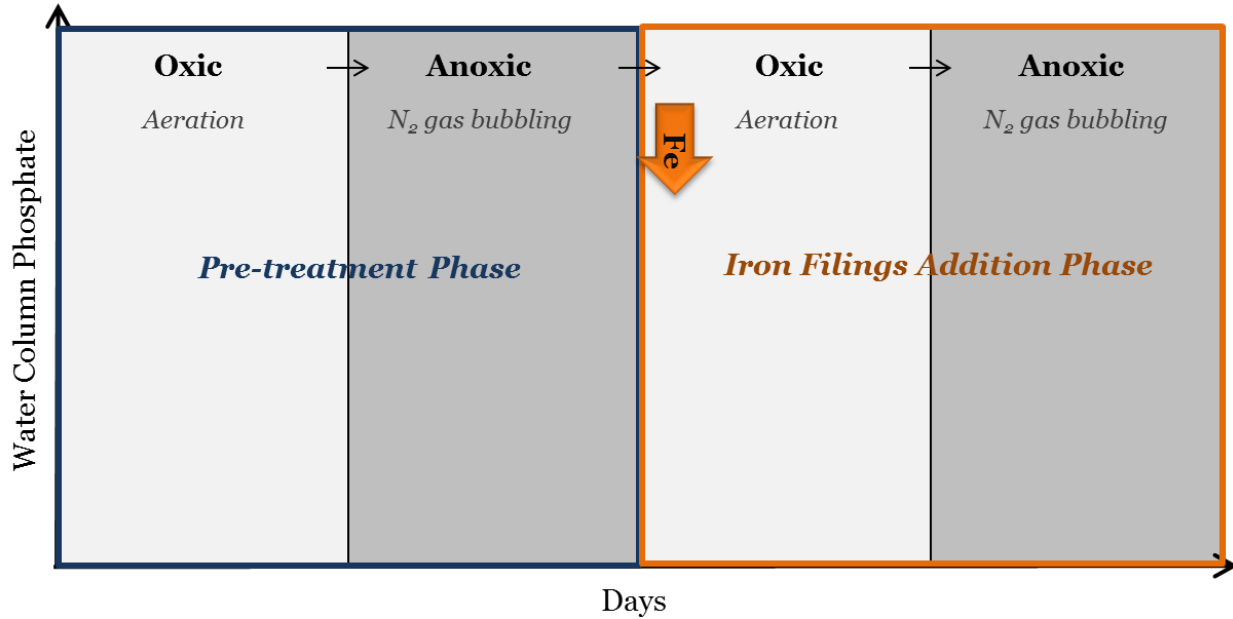 Oxic → Anoxic → Oxic → Anoxic
Aeration N₂ gas bubbling Aeration N₂ gas bubbling
Fe
Pre-treatment Phase
Iron Filings Addition Phase
Water Column Phosphate
Days